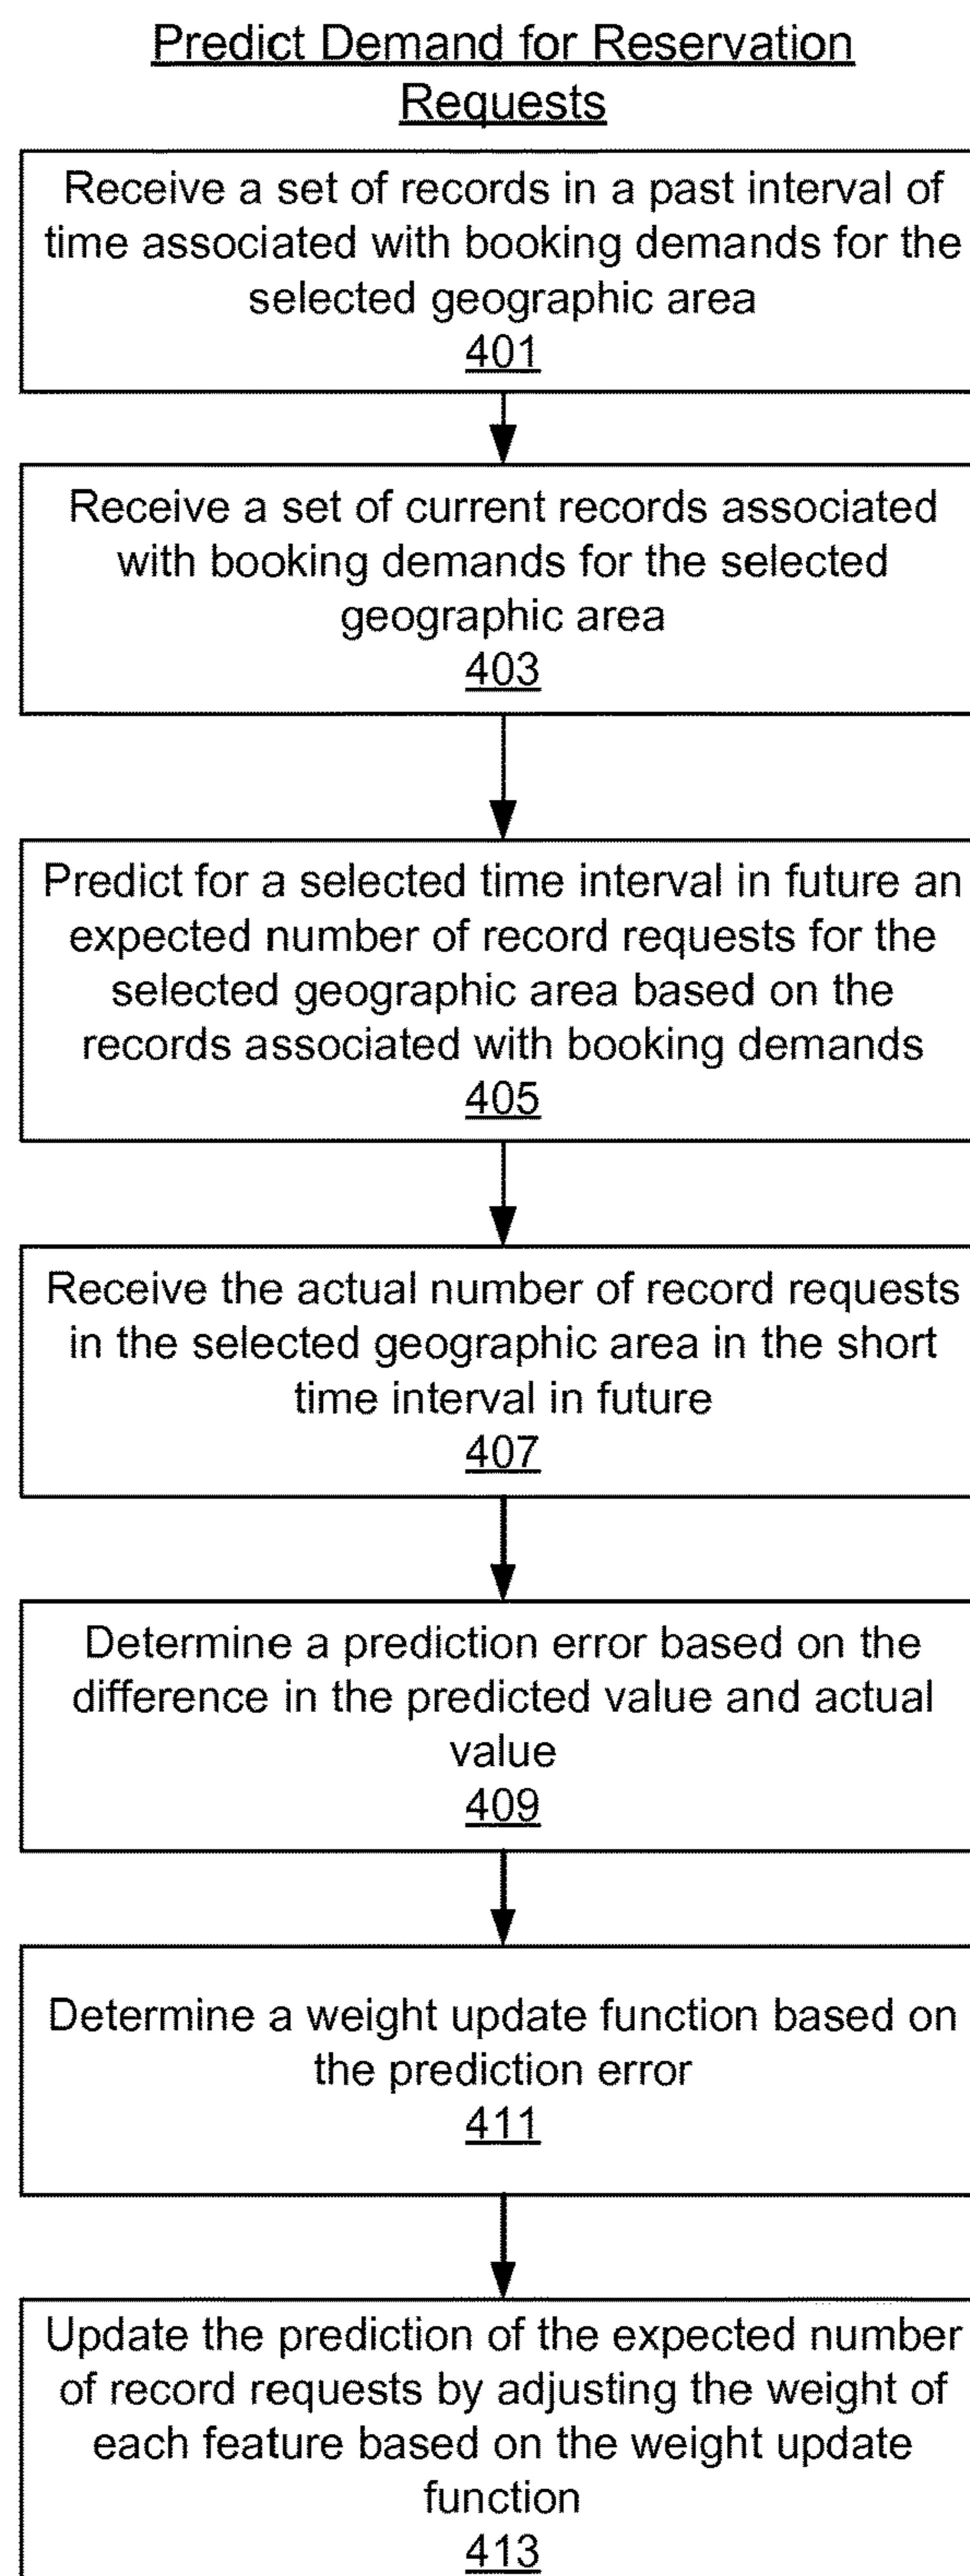 Predict Demand for Reservation
Requests
Receive a set of records in a past interval of
time associated with booking demands for the
selected geographic area
401
Receive a set of current records associated
with booking demands for the selected
geographic area
403
Predict for a selected time interval in future an
expected number of record requests for the
selected geographic area based on the
records associated with booking demands
405
Receive the actual number of record requests
in the selected geographic area in the short
time interval in future
407
Determine a prediction error based on the
difference in the predicted value and actual
value
409
Determine a weight update function based on
the prediction error
411
Update the prediction of the expected number
of record requests by adjusting the weight of
each feature based on the weight update
function
413